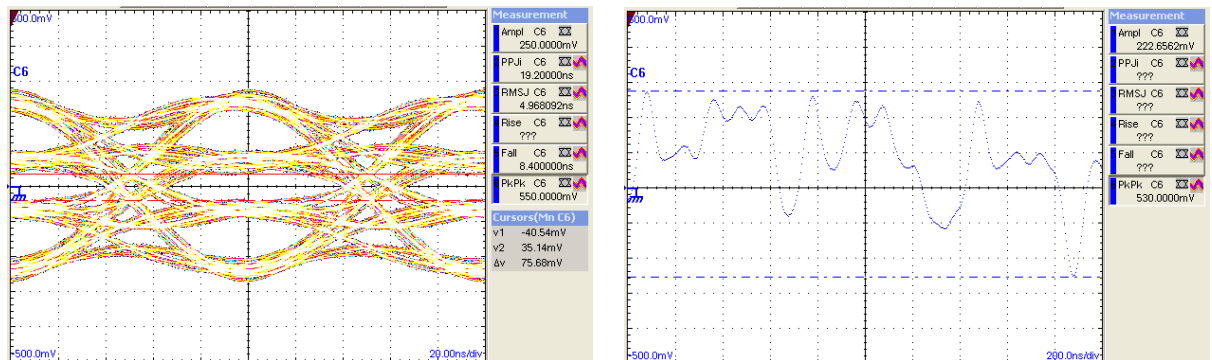 500.0mV
C6
-500.0mV
20.00ns/div
Measurement
Ampl C6
250.0000mV
PPJi C6
19.20000ns
RMSJ C6
4.968092ns
Rise C6
???
Fall C6
8.400000ns
PkPk C6
550.0000mV
Cursors(Mn C6)
v1 -40.54mV
v2 35.14mV
Δv 75.68mV
500.0mV
C6
-500.0mV
200.0ns/div
Measurement
Ampl C6
222.6562mV
PPJi C6
???
RMSJ C6
???
Rise C6
???
Fall C6
???
PkPk C6
530.0000mV